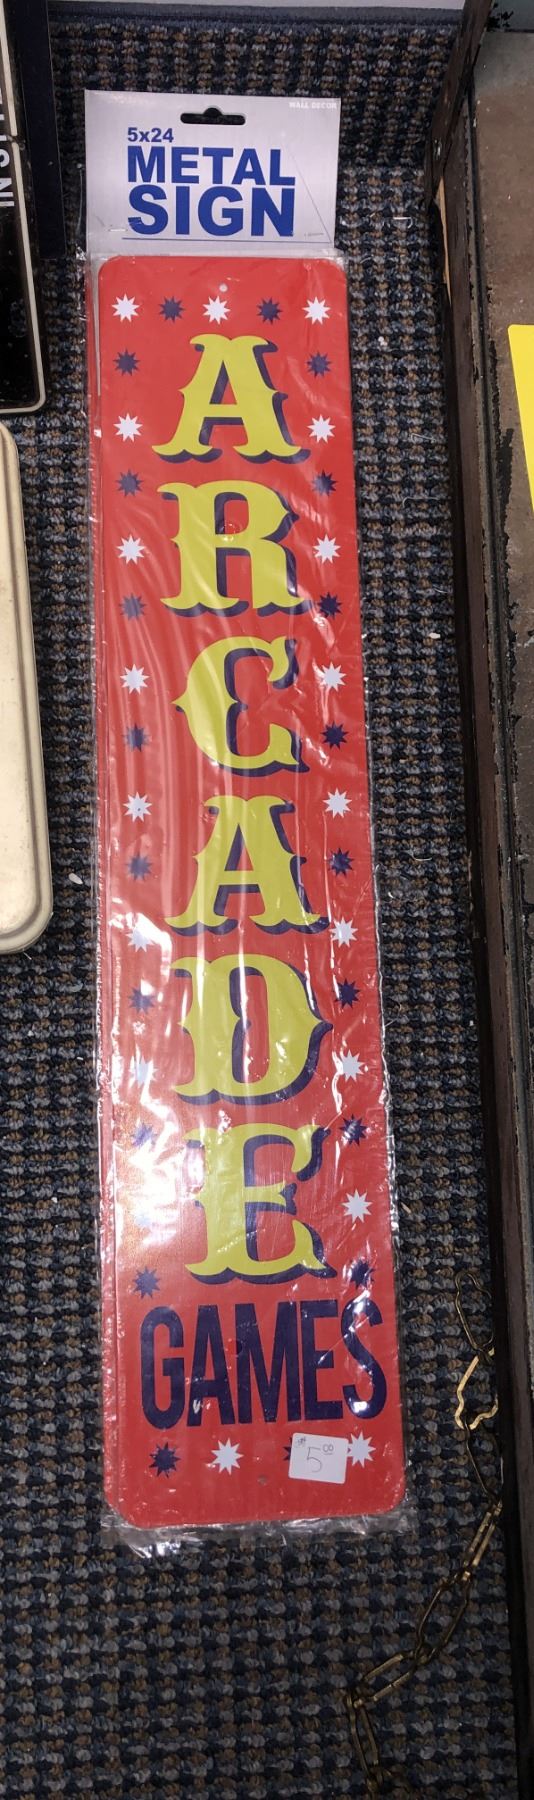 WALL DECOR
5x24
METAL
SIGN
A
R
C
A
D
E
GAMES
5.00